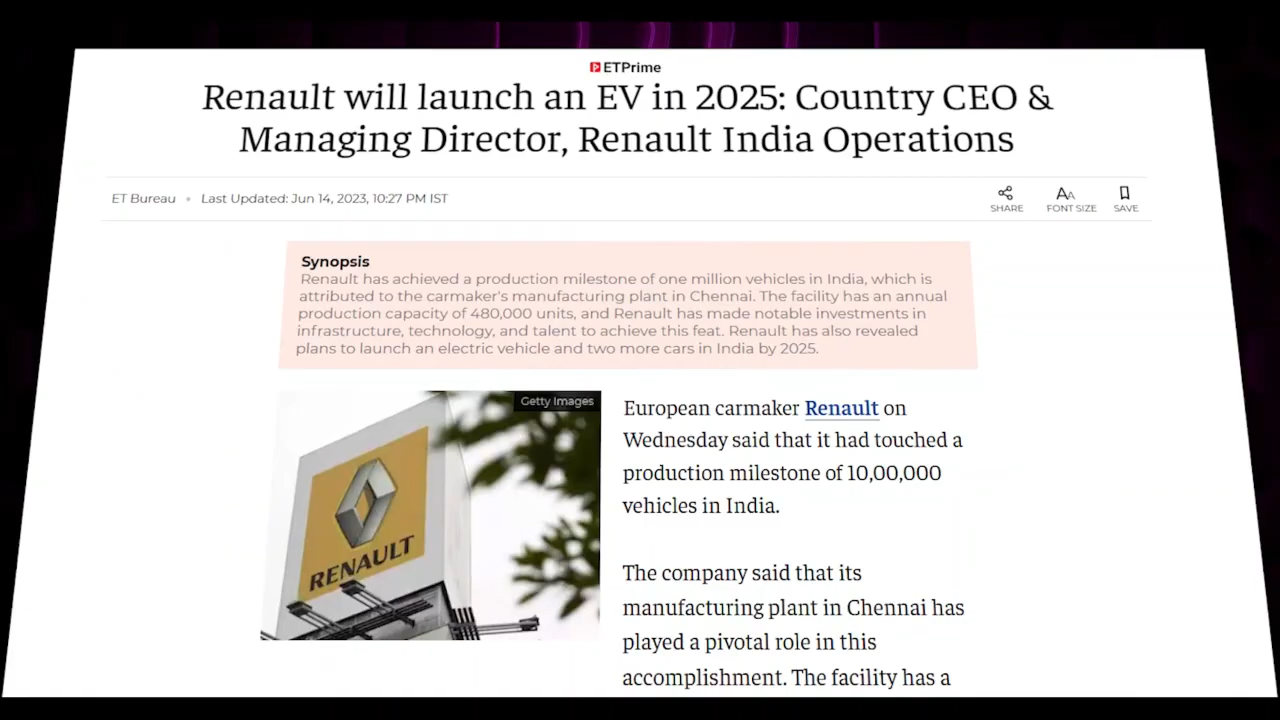 ETPrime
Renault will launch an EV in 2025: Country CEO &
Managing Director, Renault India Operations
ET Bureau • Last Updated: Jun 14, 2023, 10:27 PM IST
SHARE
FONT SIZE
SAVE
Synopsis
Renault has achieved a production milestone of one million vehicles in India, which is
attributed to the carmaker's manufacturing plant in Chennai. The facility has an annual
production capacity of 480,000 units, and Renault has made notable investments in
infrastructure, technology, and talent to achieve this feat. Renault has also revealed
plans to launch an electric vehicle and two more cars in India by 2025.
Getty Images
RENAULT
European carmaker Renault on
Wednesday said that it had touched a
production milestone of 10,00,000
vehicles in India.
The company said that its
manufacturing plant in Chennai has
played a pivotal role in this
accomplishment. The facility has a